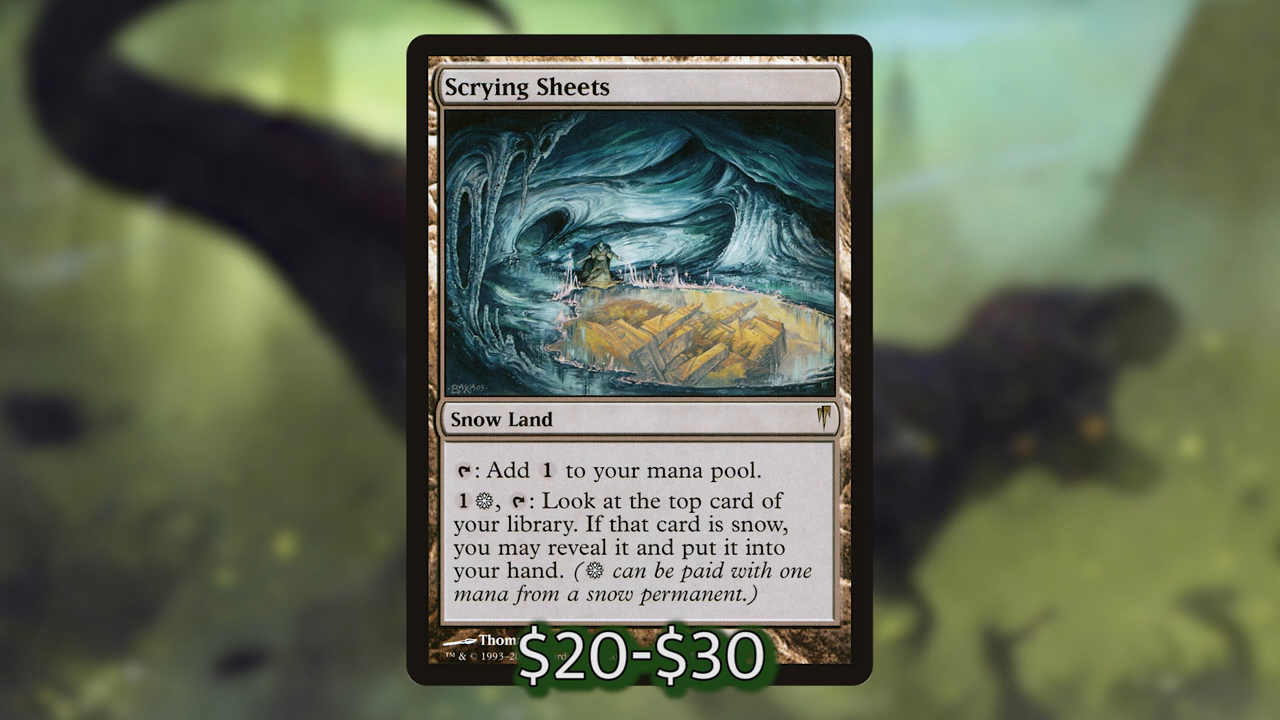 Scrying Sheets
Snow Land
: Add 1 to your mana pool.
1 , : Look at the top card of
your library. If that card is snow,
you may reveal it and put it into
your hand. ( can be paid with one
mana from a snow permanent.)
$20-$30